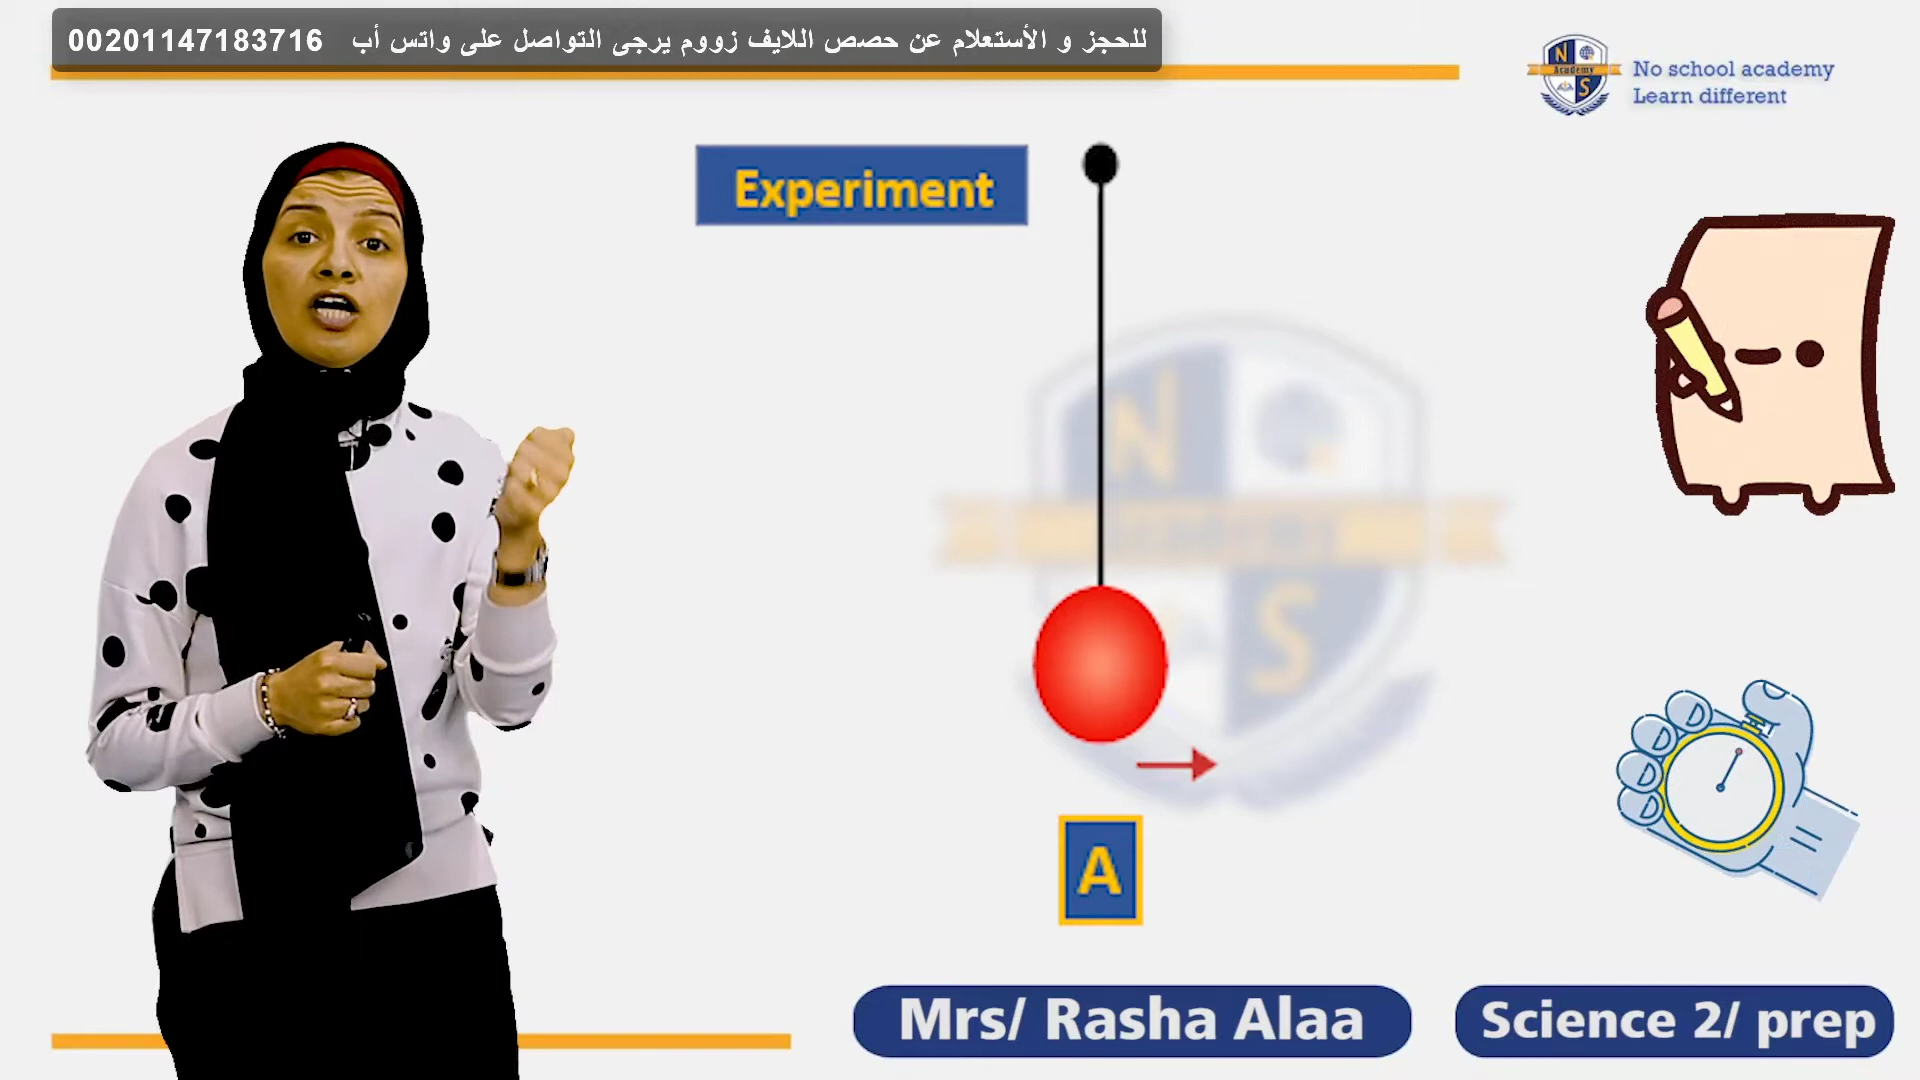 للحجز و الأستعلام عن حصص اللايف زووم يرجى التواصل على واتس أب 00201147183716
N
Academy
S
No school academy
Learn different
Experiment
N
S
A
Mrs/ Rasha Alaa
Science 2/ prep